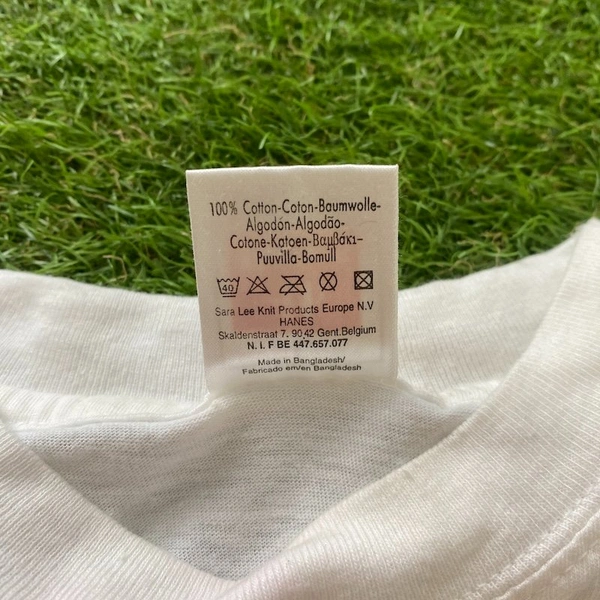 100% Cotton-Coton-Baumwolle-
Algodón-Algodão-
Cotone-Katoen-Βαμβάκι-
Puuvilla-Bomull
40
Sara Lee Knit Products Europe N.V
HANES
Skaldenstraat 7. 9042 Gent.Belgium
N. i. F BE 447.657.077
Made in Bangladesh/
Fabricado em/en Bangladesh